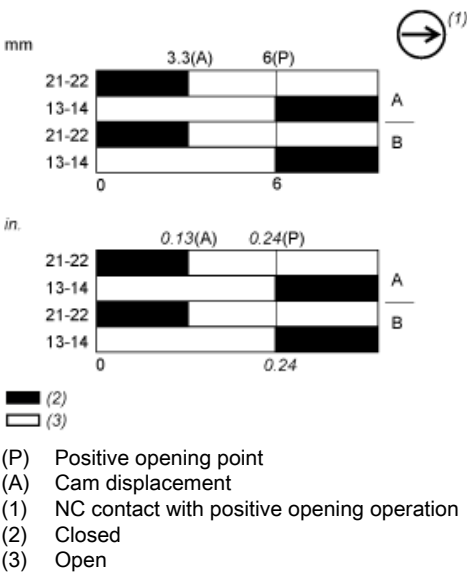 (1)
mm
3.3(A) 6(P)
21-22
13-14 A
21-22 B
13-14
0 6
in.
0.13(A) 0.24(P)
21-22
13-14 A
21-22 B
13-14
0 0.24
(2)
(3)
(P) Positive opening point
(A) Cam displacement
(1) NC contact with positive opening operation
(2) Closed
(3) Open